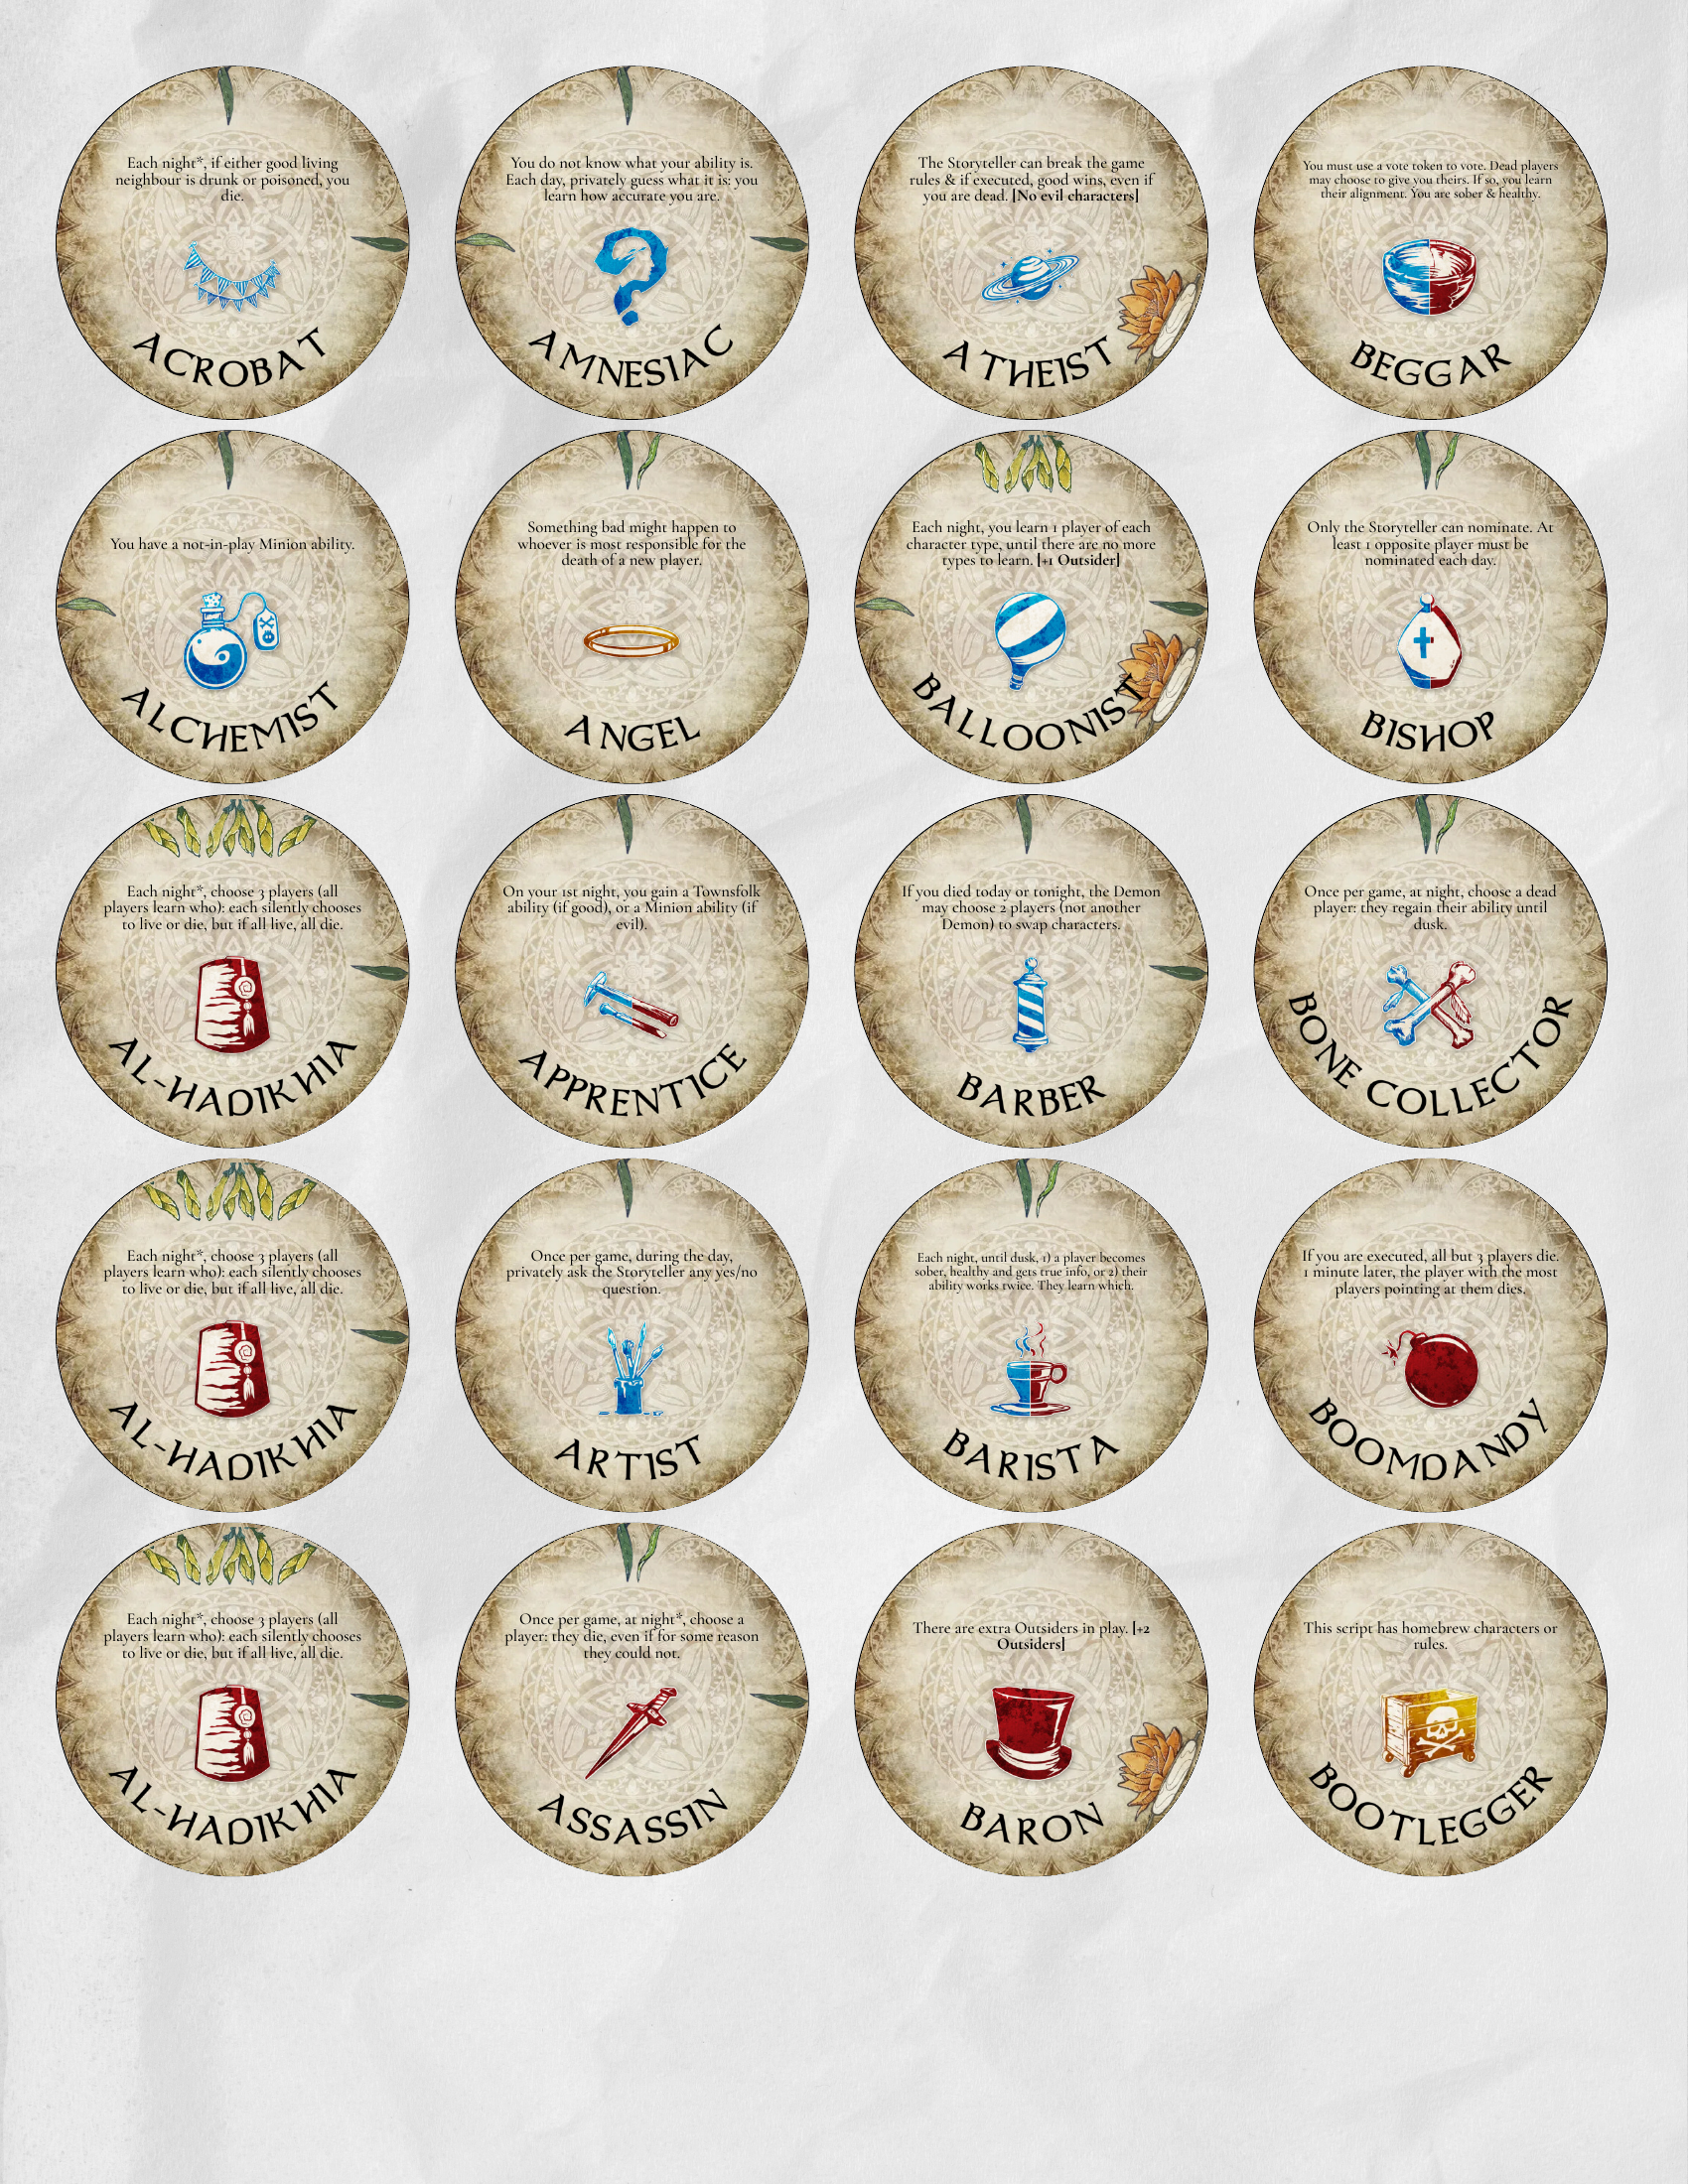 Each night*, if either good living
neighbour is drunk or poisoned, you
die.
ACROBAT
You do not know what your ability is.
Each day, privately guess what it is: you
learn how accurate you are.
AMNESIAC
The Storyteller can break the game
rules & if executed, good wins, even if
you are dead. [No evil characters]
ATHEIST
You must use a vote token to vote. Dead players
may choose to give you theirs. If so, you learn
their alignment. You are sober & healthy.
BEGGAR
You have a not-in-play Minion ability.
ALCHEMIST
Something bad might happen to
whoever is most responsible for the
death of a new player.
ANGEL
Each night, you learn 1 player of each
character type, until there are no more
types to learn. [+1 Outsider]
BALLOONIST
Only the Storyteller can nominate. At
least 1 opposite player must be
nominated each day.
BISHOP
Each night*, choose 3 players (all
players learn who): each silently chooses
to live or die, but if all live, all die.
AL-HADIKHIA
On your 1st night, you gain a Townsfolk
ability (if good), or a Minion ability (if
evil).
APPRENTICE
If you died today or tonight, the Demon
may choose 2 players (not another
Demon) to swap characters.
BARBER
Once per game, at night, choose a dead
player: they regain their ability until
dusk.
BONE COLLECTOR
Each night*, choose 3 players (all
players learn who): each silently chooses
to live or die, but if all live, all die.
AL-HADIKHIA
Once per game, during the day,
privately ask the Storyteller any yes/no
question.
ARTIST
Each night, until dusk, 1) a player becomes
sober, healthy and gets true info, or 2) their
ability works twice. They learn which.
BARISTA
If you are executed, all but 3 players die.
1 minute later, the player with the most
players pointing at them dies.
BOOMDANDY
Each night*, choose 3 players (all
players learn who): each silently chooses
to live or die, but if all live, all die.
AL-HADIKHIA
Once per game, at night*, choose a
player: they die, even if for some reason
they could not.
ASSASSIN
There are extra Outsiders in play. [+2
Outsiders]
BARON
This script has homebrew characters or
rules.
BOOTLEGGER